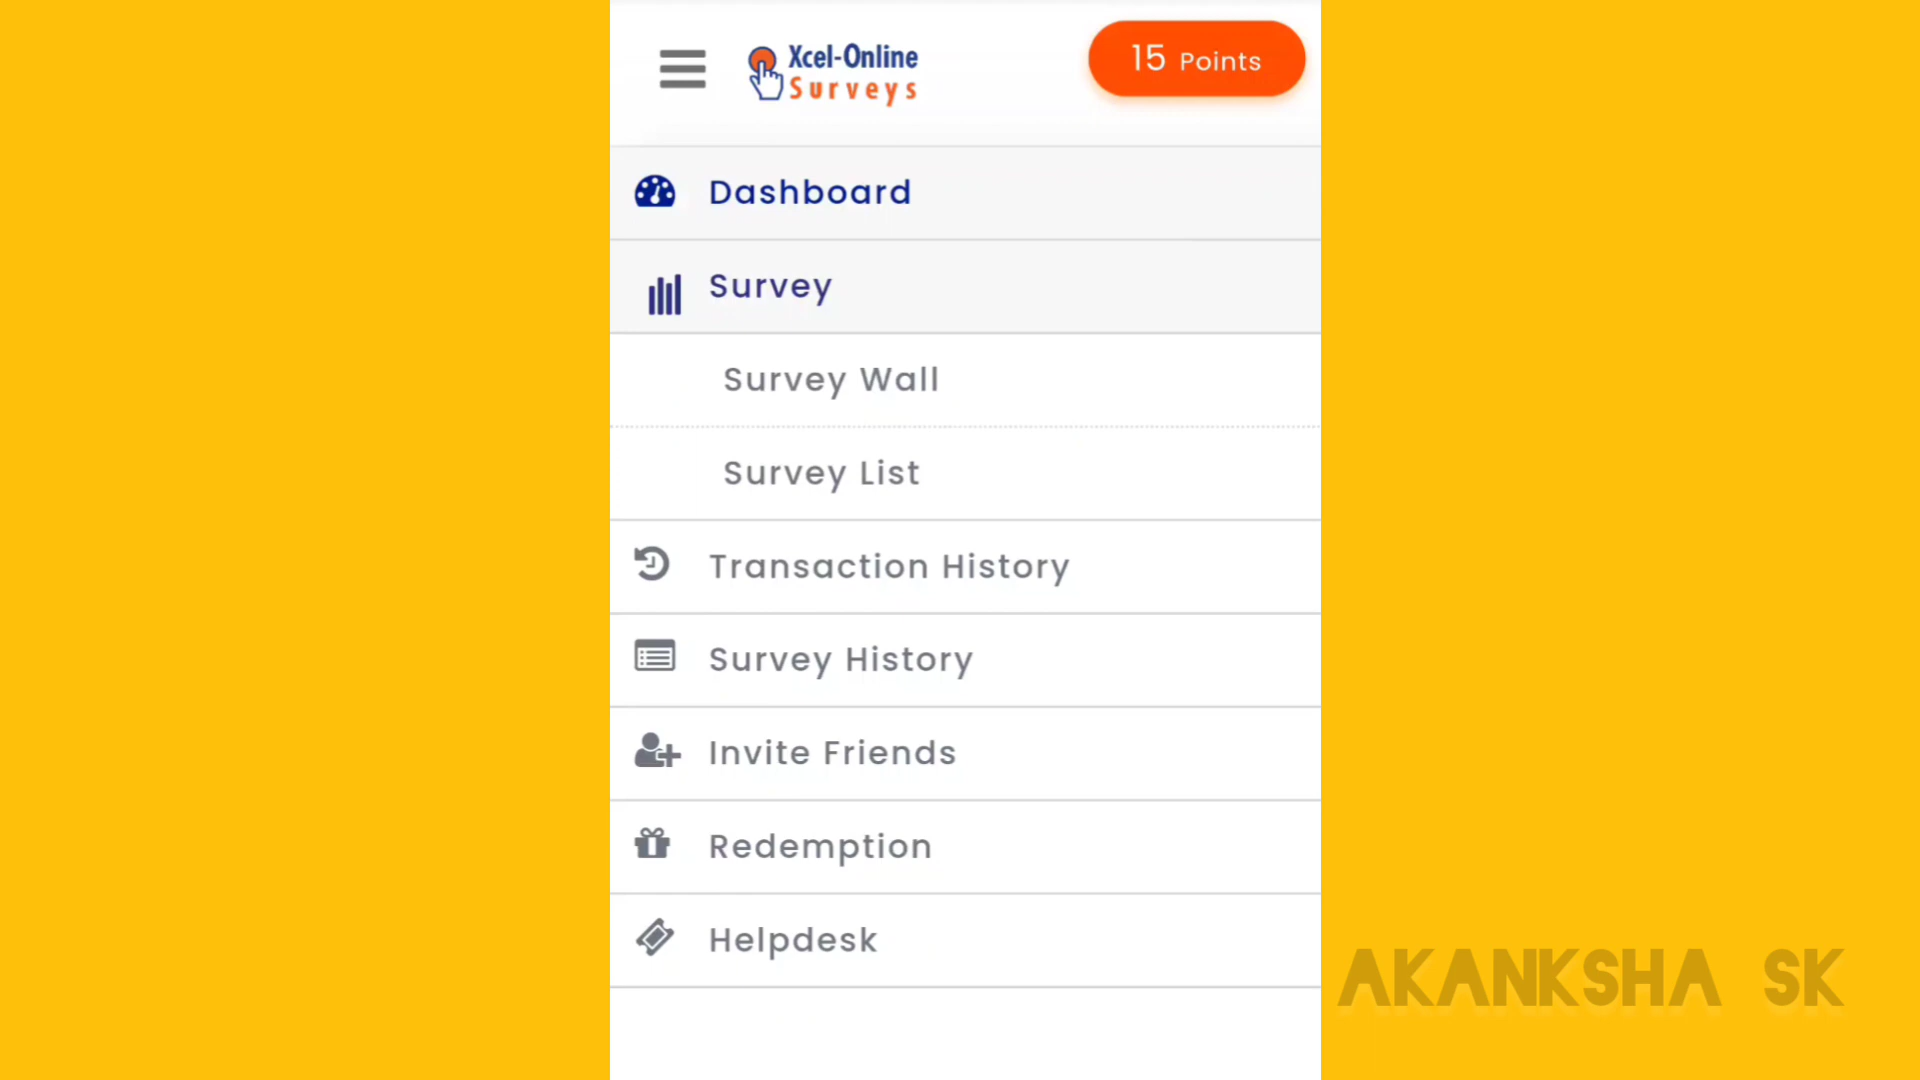 Xcel-Online
Surveys
15 Points
Dashboard
Survey
Survey Wall
Survey List
Transaction History
Survey History
Invite Friends
Redemption
Helpdesk
AKANKSHA SK